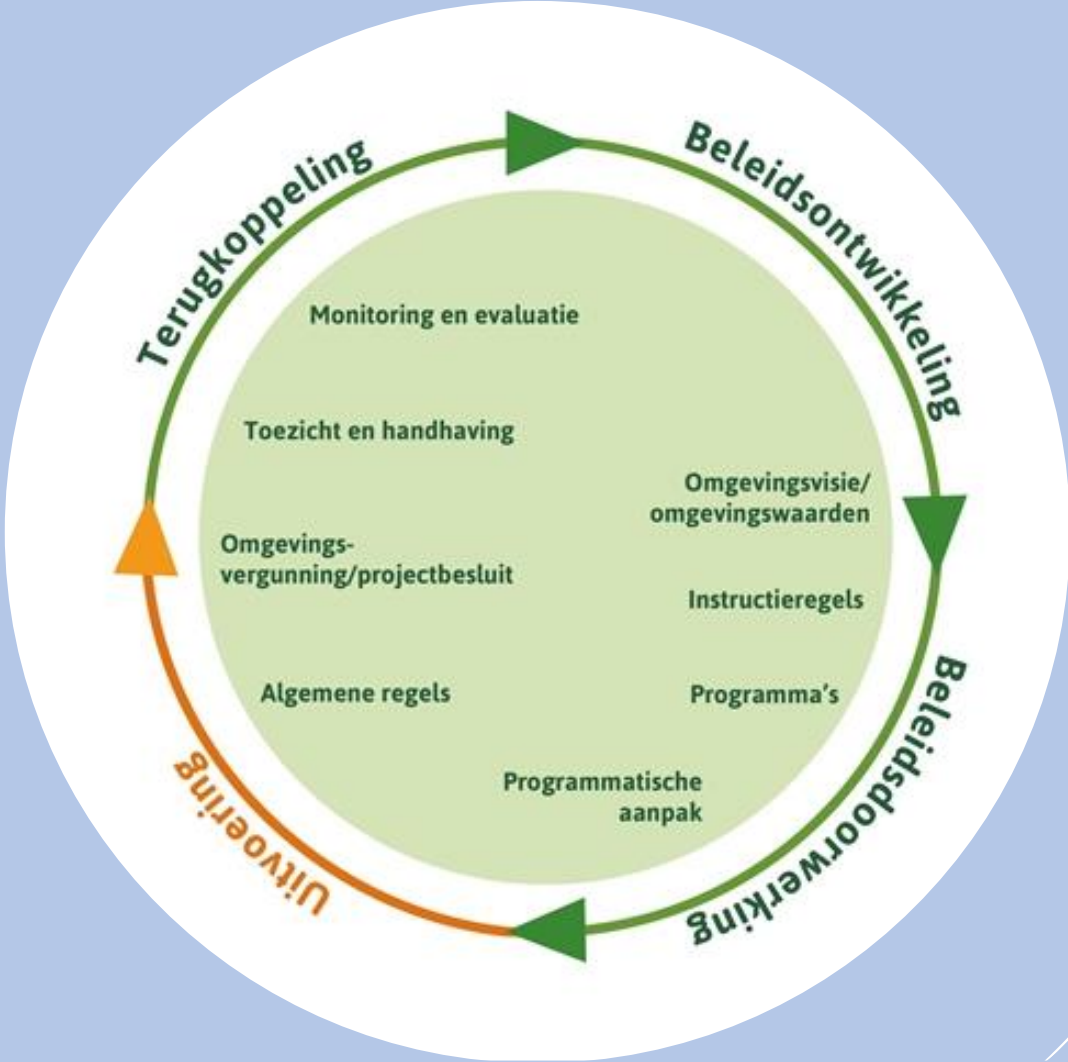 Terugkoppeling
Beleidsontwikkeling
Beleidsdoorwerking
Uitvoering
Monitoring en evaluatie
Toezicht en handhaving
Omgevings-
vergunning/projectbesluit
Algemene regels
Omgevingsvisie/
omgevingswaarden
Instructieregels
Programma's
Programmatische
aanpak